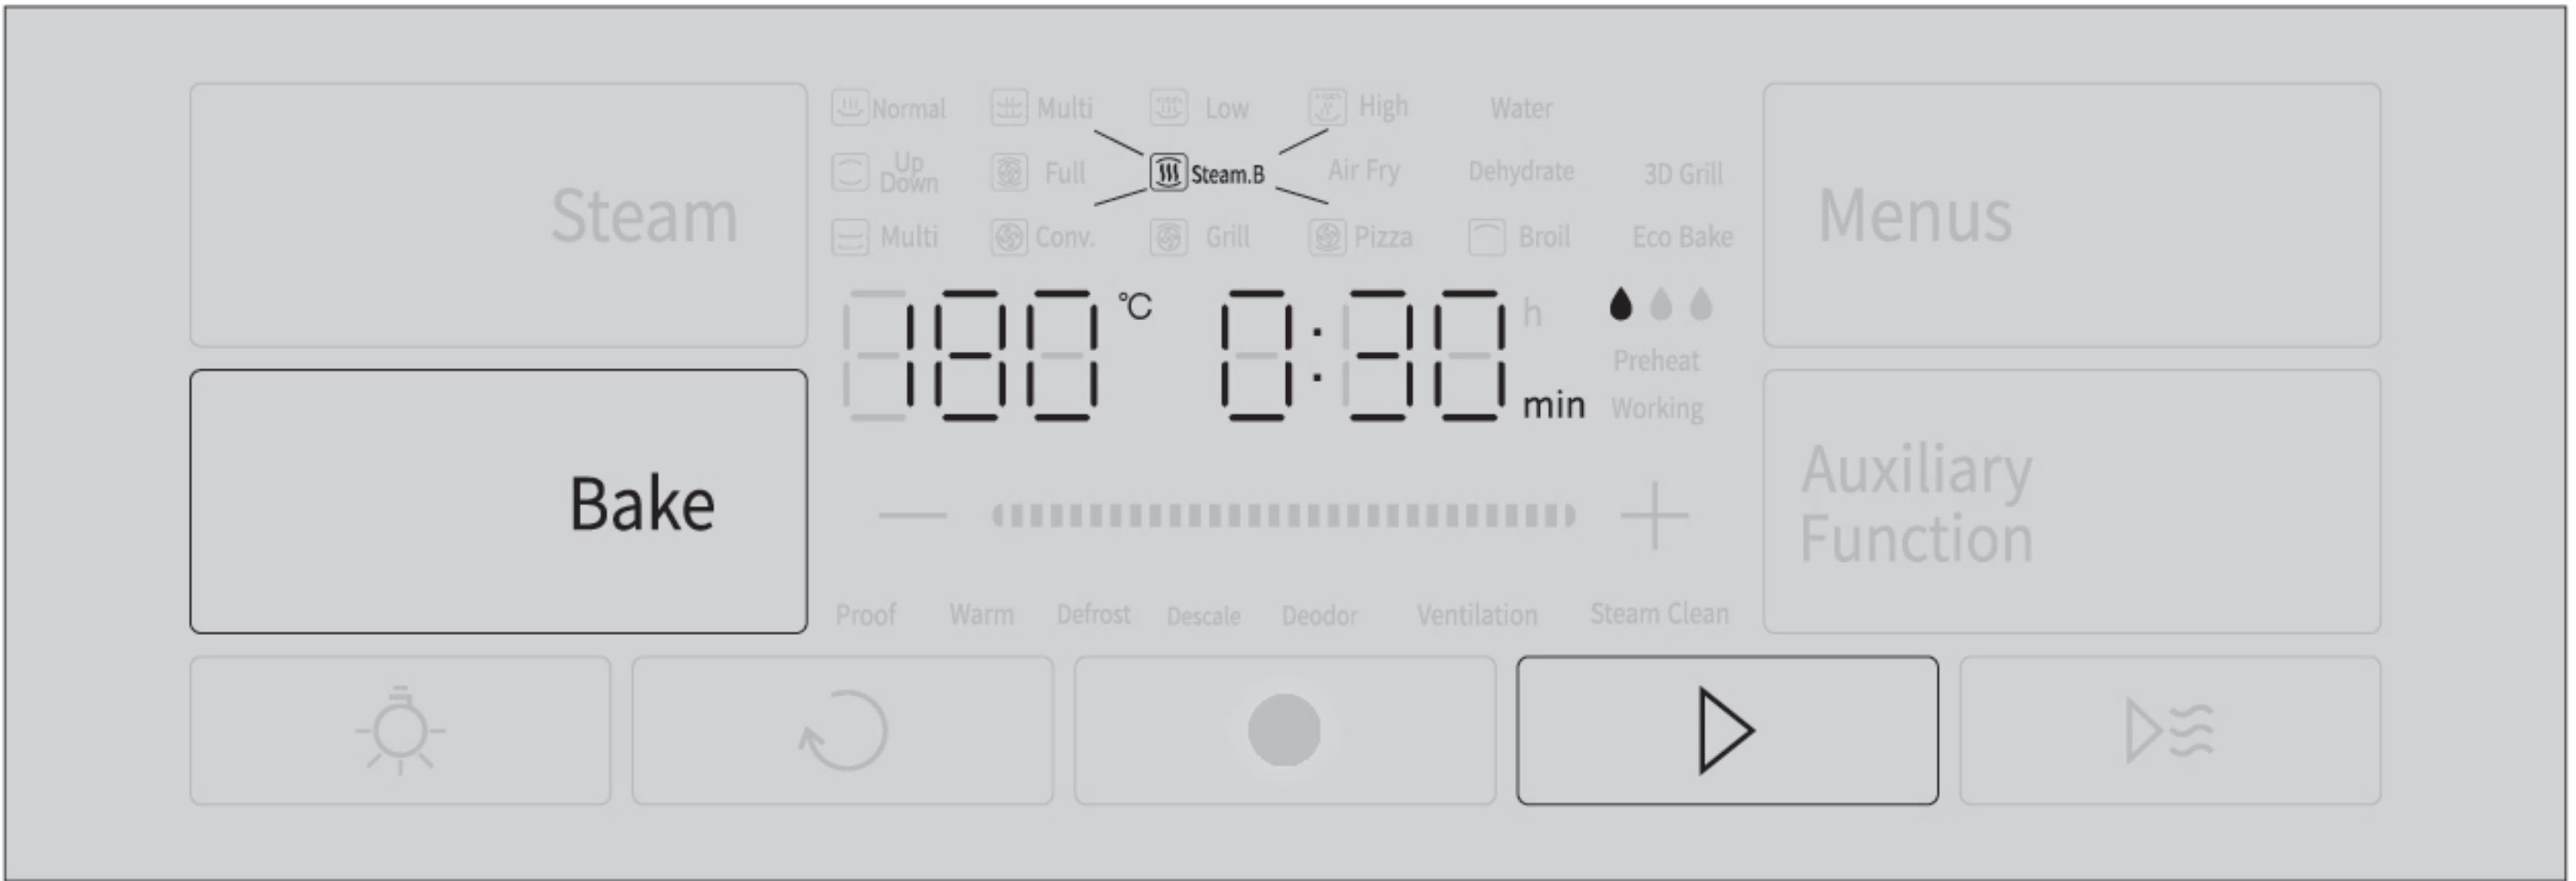 Normal Multi Low High Water
Up Down Full Steam.B Air Fry Dehydrate 3D Grill
Multi Conv. Grill Pizza Broil Eco Bake
Steam
Menus
180 °C 0:30 h min
Preheat
Working
Bake
Auxiliary
Function
Proof Warm Defrost Descale Deodor Ventilation Steam Clean